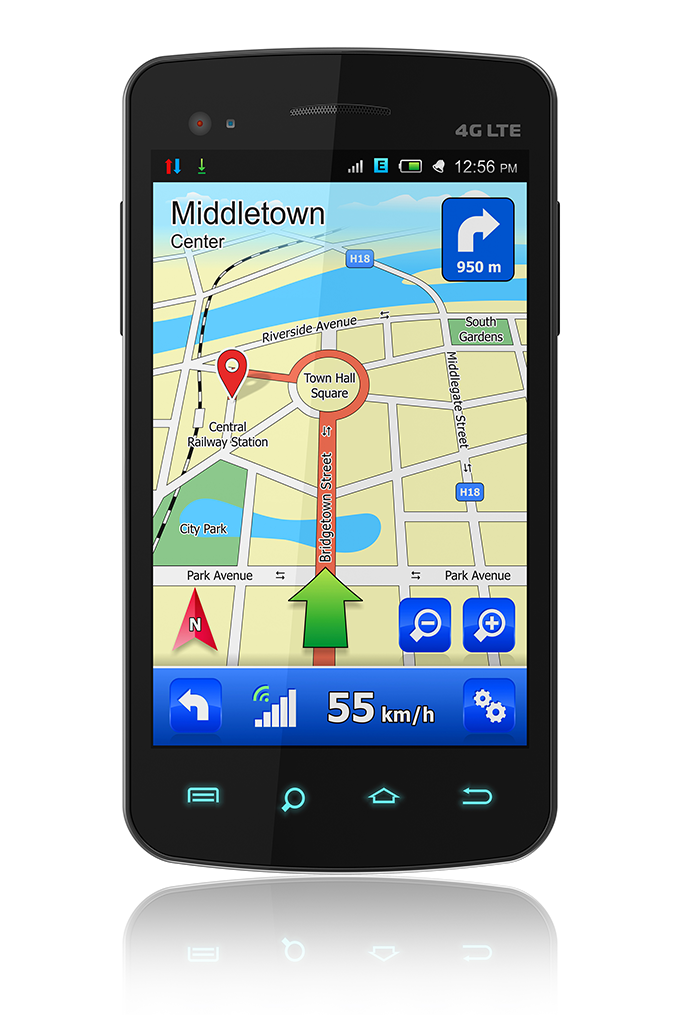 4G LTE
E 12:56 PM
Middletown
Center
950 m
H18
Riverside Avenue
South
Gardens
Town Hall
Square
Middlegate Street
Central
Railway Station
Bridgetown Street
H18
City Park
Park Avenue
Park Avenue
N
55 km/h